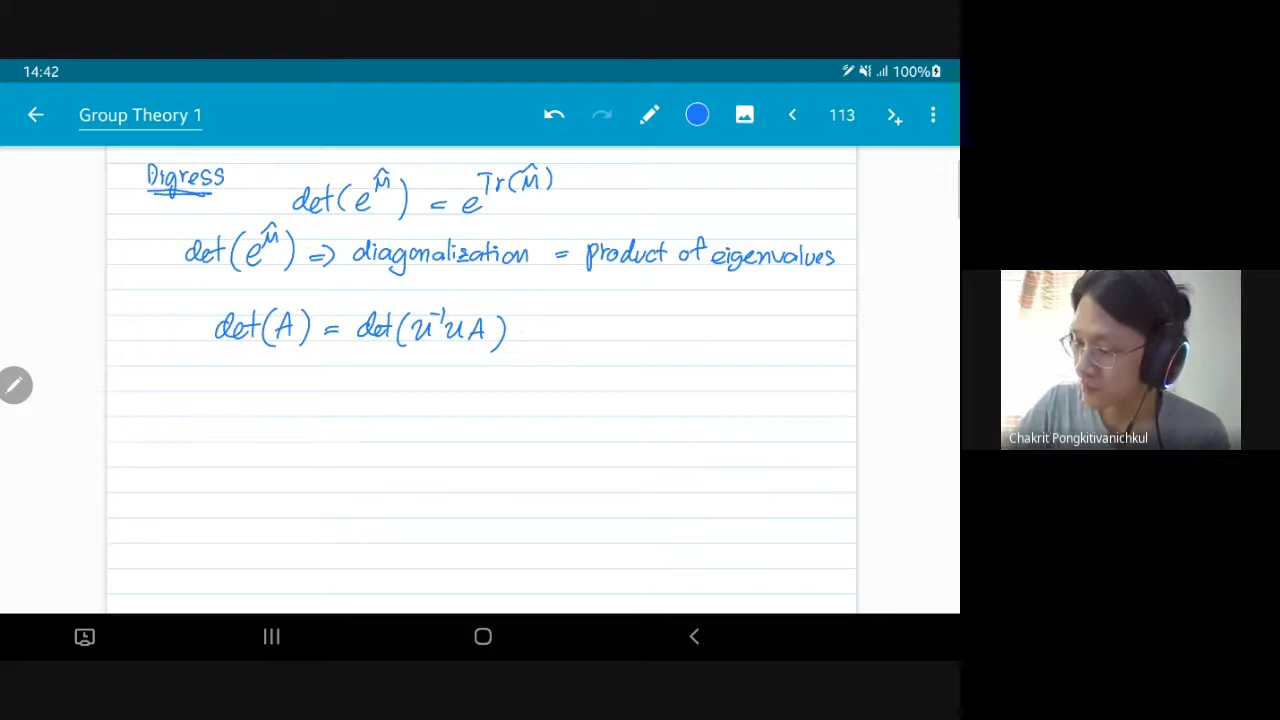 14:42
100%
Group Theory 1
113
Digress
det(e^M̂) = e^Tr(M̂)
det(e^M̂) ⇒ diagonalization = product of eigenvalues
det(A) = det(u⁻¹uA)
Chakrit Pongkitivanichkul